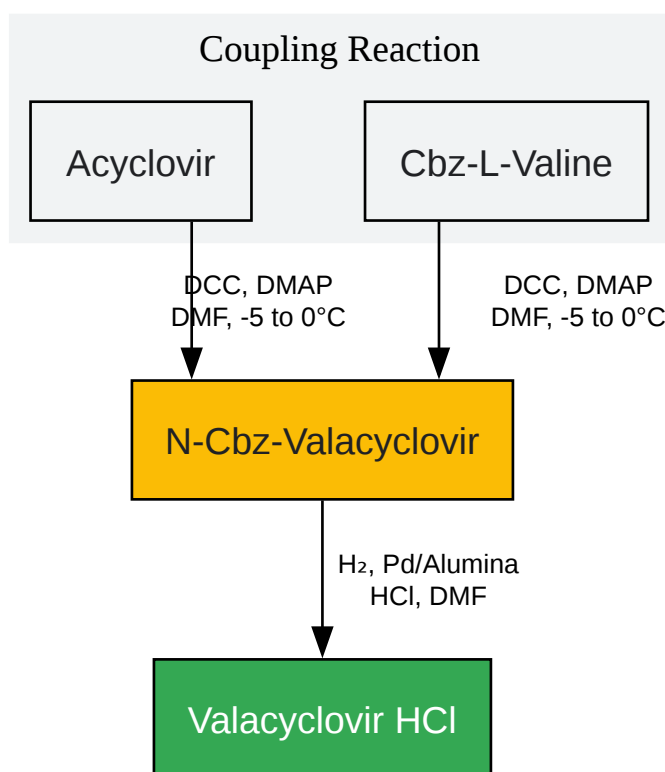 Coupling Reaction
Acyclovir
Cbz-L-Valine
DCC, DMAP
DMF, -5 to 0°C
DCC, DMAP
DMF, -5 to 0°C
N-Cbz-Valacyclovir
H₂, Pd/Alumina
HCl, DMF
Valacyclovir HCl